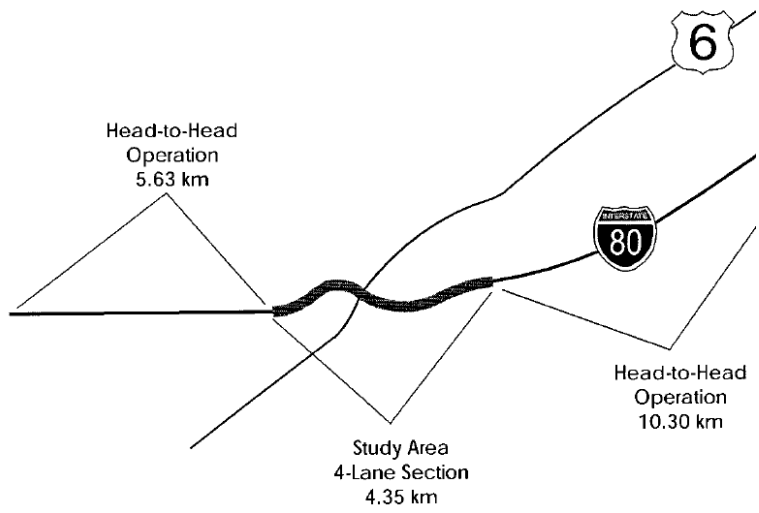 6
Head-to-Head
Operation
5.63 km
INTERSTATE
80
Head-to-Head
Operation
10.30 km
Study Area
4-Lane Section
4.35 km